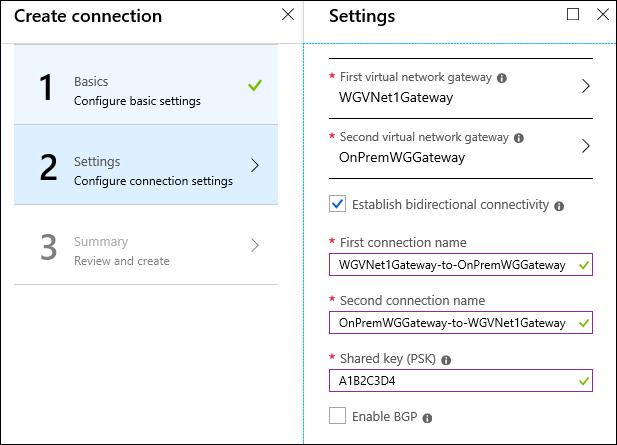 Create connection
1
Basics
Configure basic settings
2
Settings
Configure connection settings
3
Summary
Review and create
Settings
* First virtual network gateway
WGVNet1Gateway
* Second virtual network gateway
OnPremWGGateway
Establish bidirectional connectivity
* First connection name
WGVNet1Gateway-to-OnPremWGGateway
* Second connection name
OnPremWGGateway-to-WGVNet1Gateway
* Shared key (PSK)
A1B2C3D4
Enable BGP